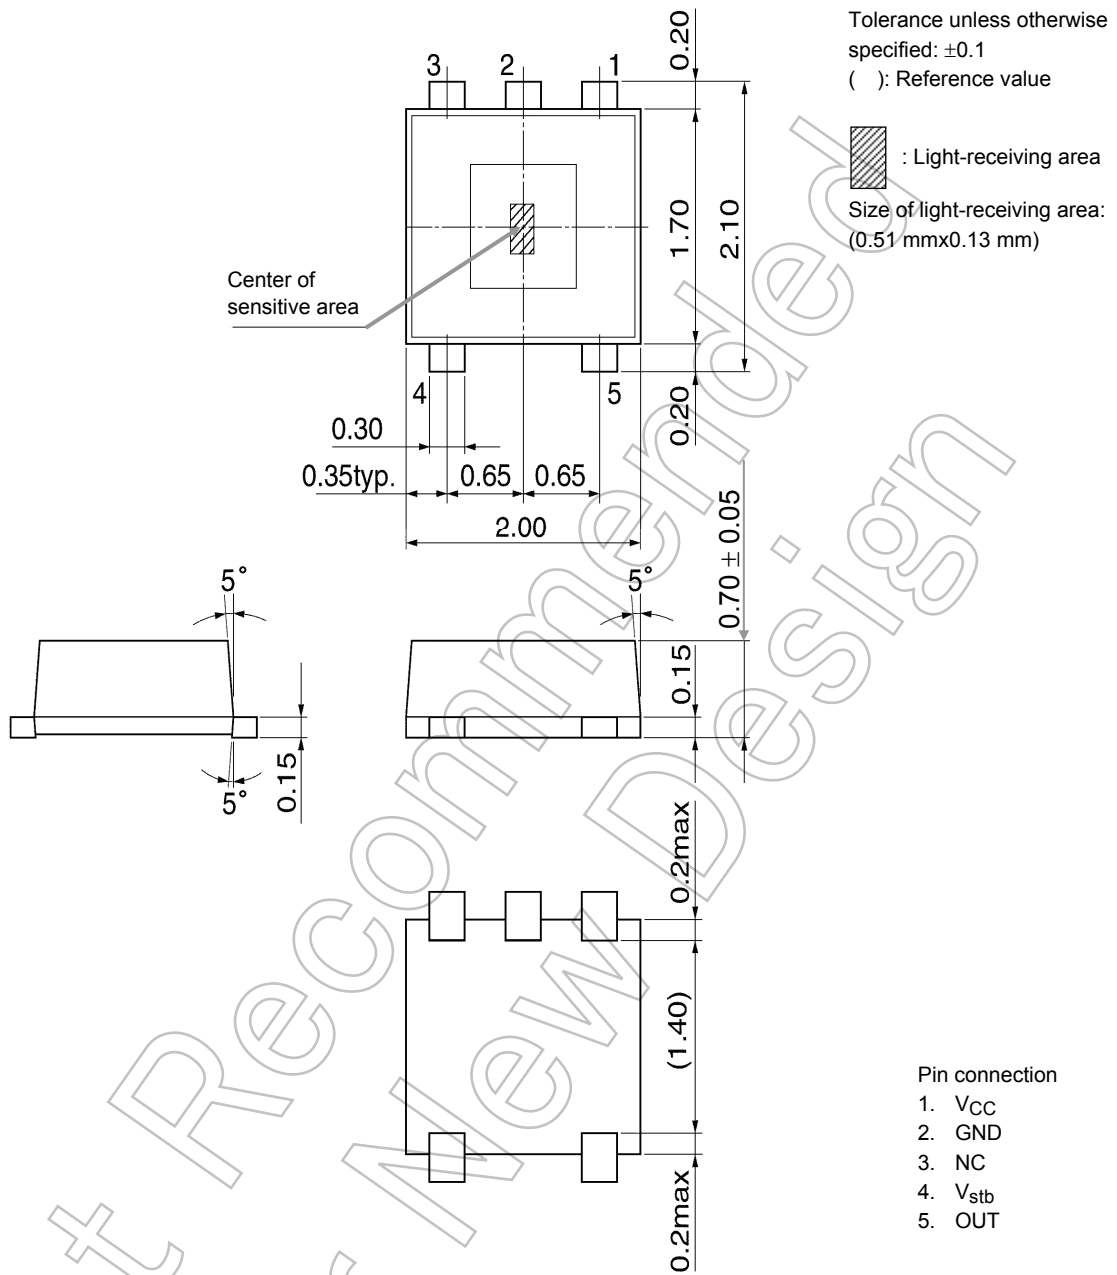 Tolerance unless otherwise
specified: ±0.1
( ): Reference value
: Light-receiving area
Size of light-receiving area:
(0.51 mmx0.13 mm)
0.20
3 2 1
1.70
2.10
Center of
sensitive area
4 5
0.20
0.30
0.35typ. 0.65 0.65
2.00
0.70 ± 0.05
5°
5°
0.15
0.15
5°
0.2max
(1.40)
0.2max
Pin connection
1. VCC
2. GND
3. NC
4. Vstb
5. OUT
t Recommended
New Design